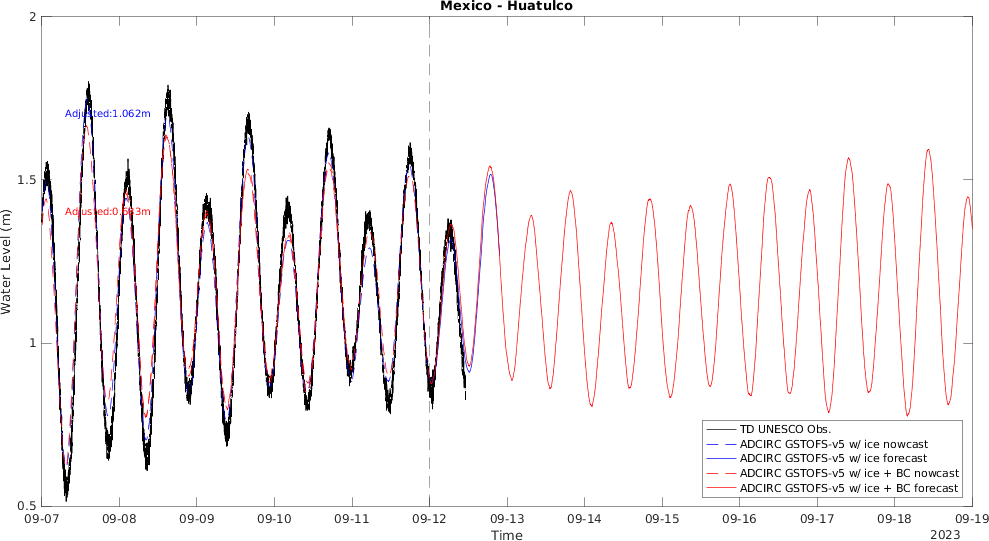 Mexico - Huatulco
2
1.5
1
0.5
Water Level (m)
Adjusted:1.062m
TD UNESCO Obs.
ADCIRC GSTOFS-v5 w/ ice nowcast
ADCIRC GSTOFS-v5 w/ ice forecast
ADCIRC GSTOFS-v5 w/ ice + BC nowcast
ADCIRC GSTOFS-v5 w/ ice + BC forecast
09-07 09-08 09-09 09-10 09-11 09-12 09-13 09-14 09-15 09-16 09-17 09-18 09-19
Time
2023